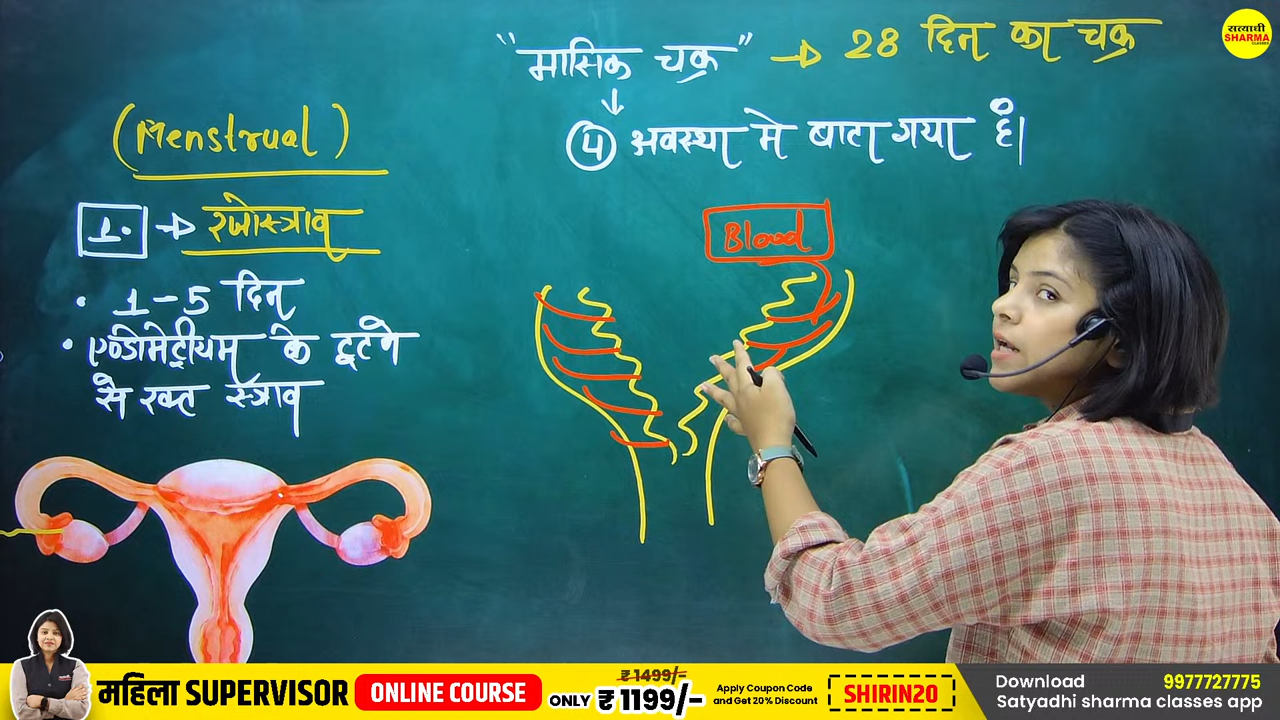 "मासिक चक्र" → 28 दिन का चक्र
↓
④ अवस्था मे बाटा गया है।
(Menstrual)
1. → रजोस्त्राव
• 1-5 दिन
• एण्डोमेट्रीयम के टूटने
से रक्त स्त्राव
Blood
सत्याधी
SHARMA
CLASSES
महिला SUPERVISOR
ONLINE COURSE
₹ 1499/-
ONLY ₹ 1199/-
Apply Coupon Code
and Get 20% Discount
SHIRIN20
Download 9977727775
Satyadhi sharma classes app